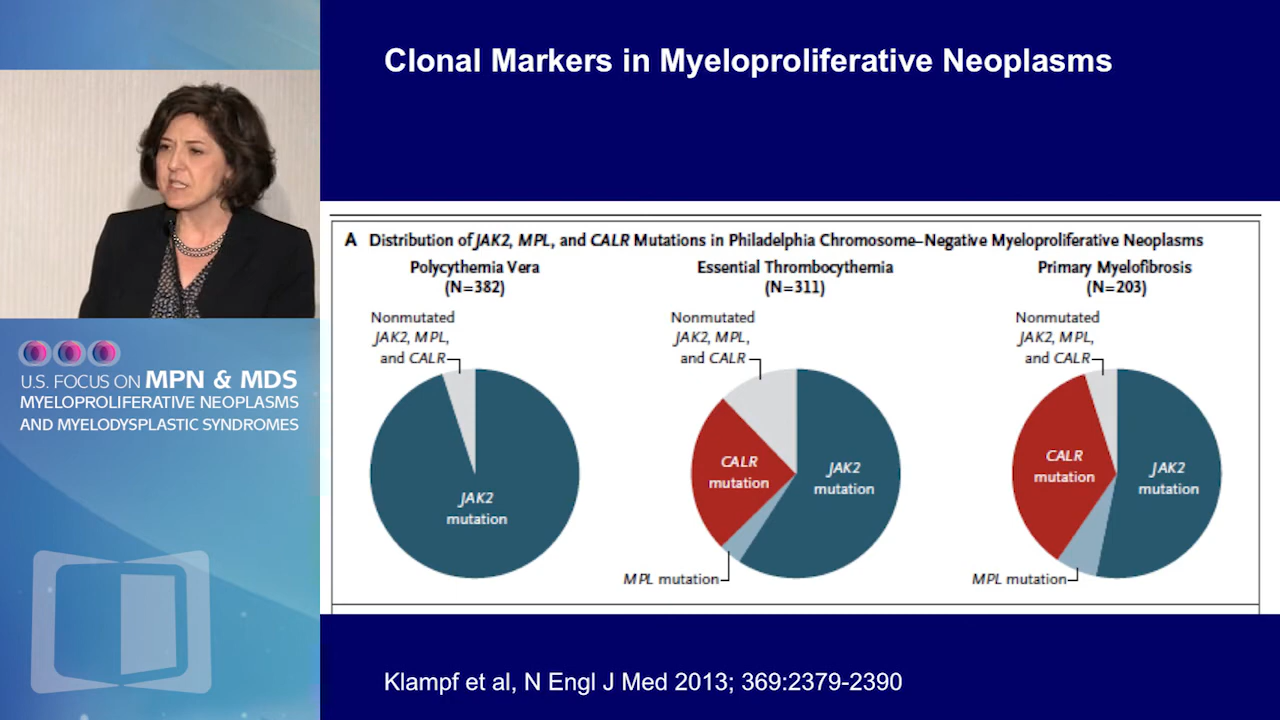 Clonal Markers in Myeloproliferative Neoplasms
A Distribution of JAK2, MPL, and CALR Mutations in Philadelphia Chromosome–Negative Myeloproliferative Neoplasms
Polycythemia Vera
(N=382)
Nonmutated
JAK2, MPL,
and CALR
JAK2
mutation
Essential Thrombocythemia
(N=311)
Nonmutated
JAK2, MPL,
and CALR
CALR
mutation
JAK2
mutation
MPL mutation
Primary Myelofibrosis
(N=203)
Nonmutated
JAK2, MPL,
and CALR
CALR
mutation
JAK2
mutation
MPL mutation
Klampf et al, N Engl J Med 2013; 369:2379-2390
U.S. FOCUS ON MPN & MDS
MYELOPROLIFERATIVE NEOPLASMS
AND MYELODYSPLASTIC SYNDROMES